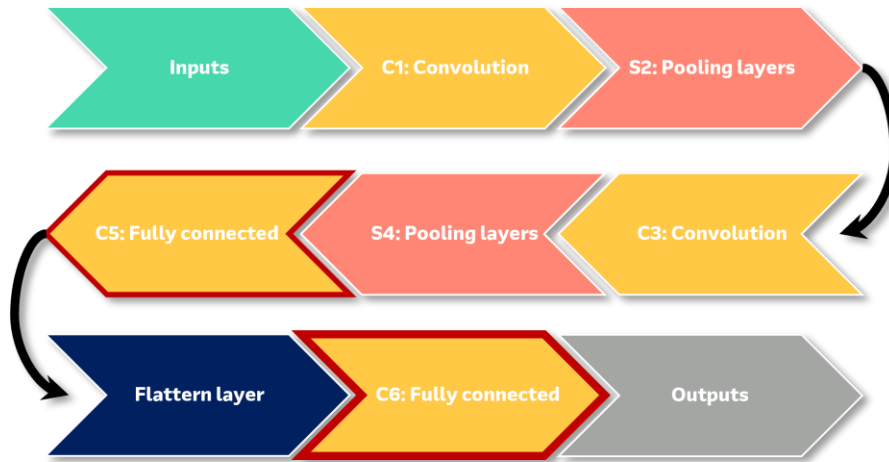 Inputs
C1: Convolution
S2: Pooling layers
C3: Convolution
S4: Pooling layers
C5: Fully connected
Flattern layer
C6: Fully connected
Outputs